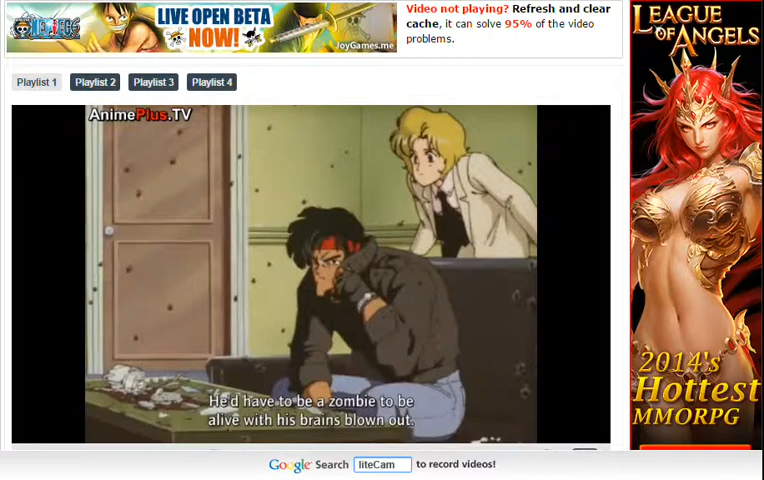 ONE PIECE
LIVE OPEN BETA
NOW!
JoyGames.me
Video not playing? Refresh and clear
cache, it can solve 95% of the video
problems.
LEAGUE
OF ANGELS
Playlist 1 Playlist 2 Playlist 3 Playlist 4
AnimePlus.TV
He'd have to be a zombie to be
alive with his brains blown out.
2014's
Hottest
MMORPG
Google Search liteCam to record videos!